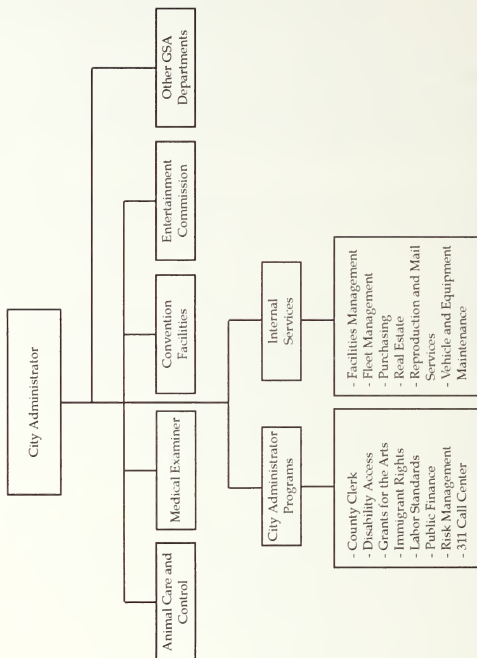 City Administrator
Other GSA
Departments
Animal Care and
Control
Medical Examiner
Convention
Facilities
Entertainment
Commission
City Administrator
Programs
Internal
Services
- County Clerk
- Disability Access
- Grants for the Arts
- Immigrant Rights
- Labor Standards
- Public Finance
- Risk Management
- 311 Call Center
- Facilities Management
- Fleet Management
- Purchasing
- Real Estate
- Reproduction and Mail
Services
- Vehicle and Equipment
Maintenance